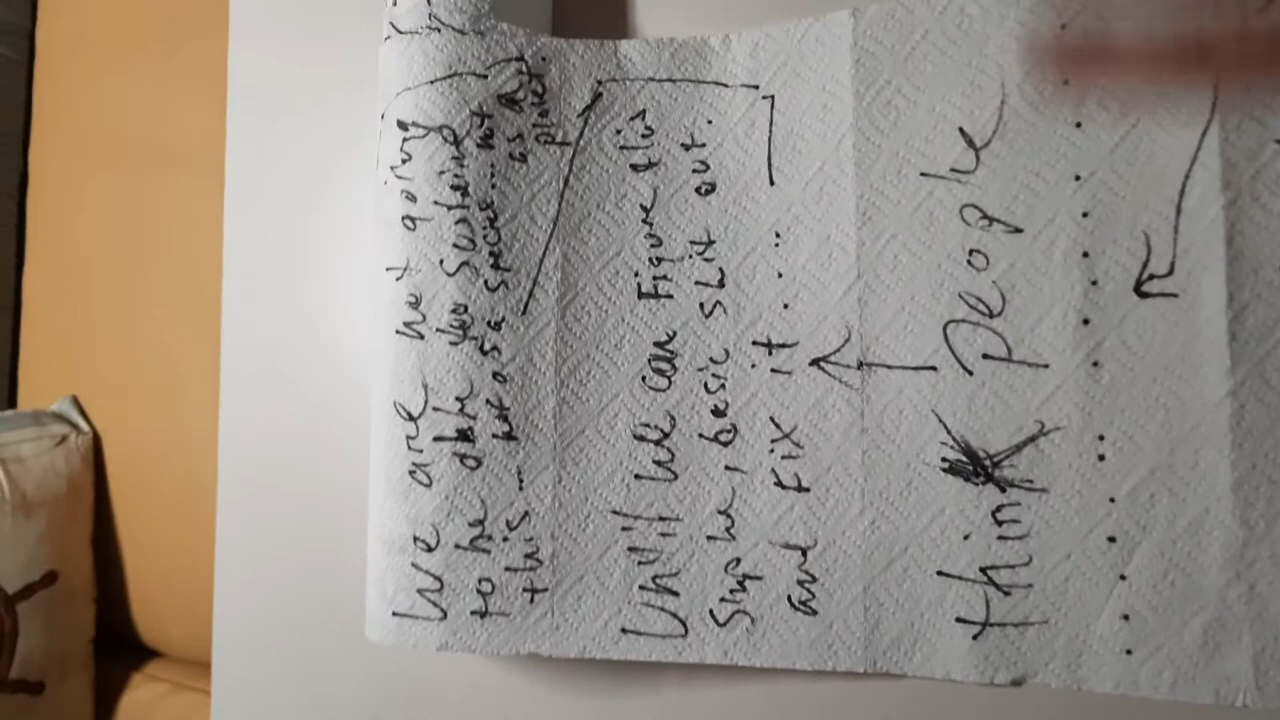 We are not going
to be able to sustain
this... not as a species... not
as a
planet.
Until we can Figure this
Simple, basic shit out.
and Fix it....
think people